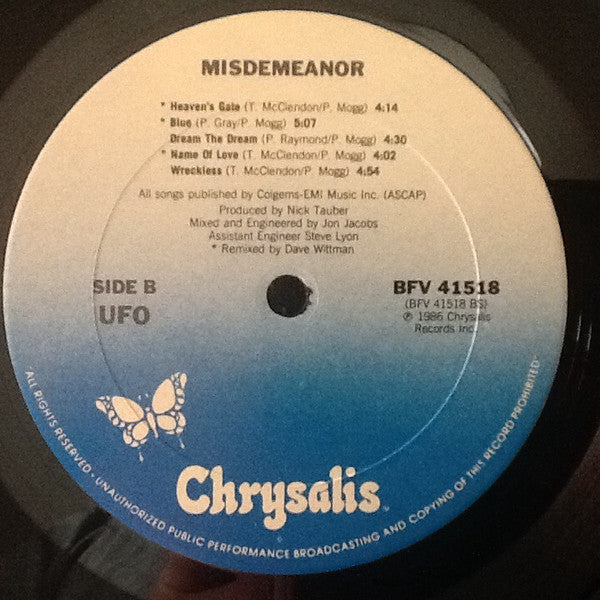 MISDEMEANOR
* Heaven's Gate (T. McClendon/P. Mogg) 4:14
* Blue (P. Gray/P. Mogg) 5:07
Dream The Dream (P. Raymond/P. Mogg) 4:30
* Name Of Love (T. McClendon/P. Mogg) 4:02
Wreckless (T. McClendon/P. Mogg) 4:54
All songs published by Colgems-EMI Music Inc. (ASCAP)
Produced by Nick Tauber
Mixed and Engineered by Jon Jacobs
Assistant Engineer Steve Lyon
* Remixed by Dave Wittman
SIDE B
UFO
BFV 41518
(BFV 41518 BS)
℗ 1986 Chrysalis
Records Inc.
Chrysalis
ALL RIGHTS RESERVED - UNAUTHORIZED PUBLIC PERFORMANCE BROADCASTING AND COPYING OF THIS RECORD PROHIBITED